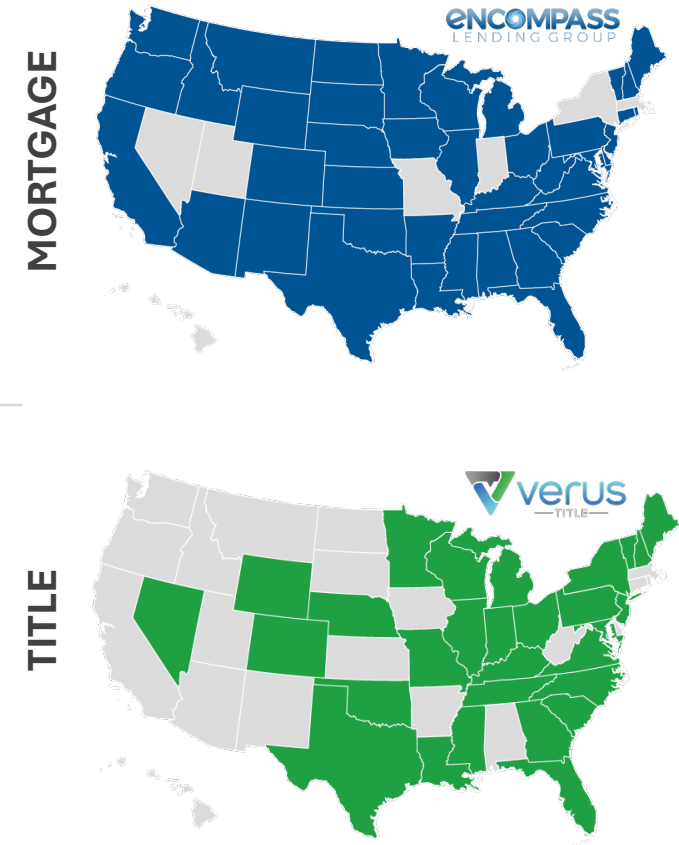 MORTGAGE
eNCOMPASS
LENDING GROUP
TITLE
verus
TITLE